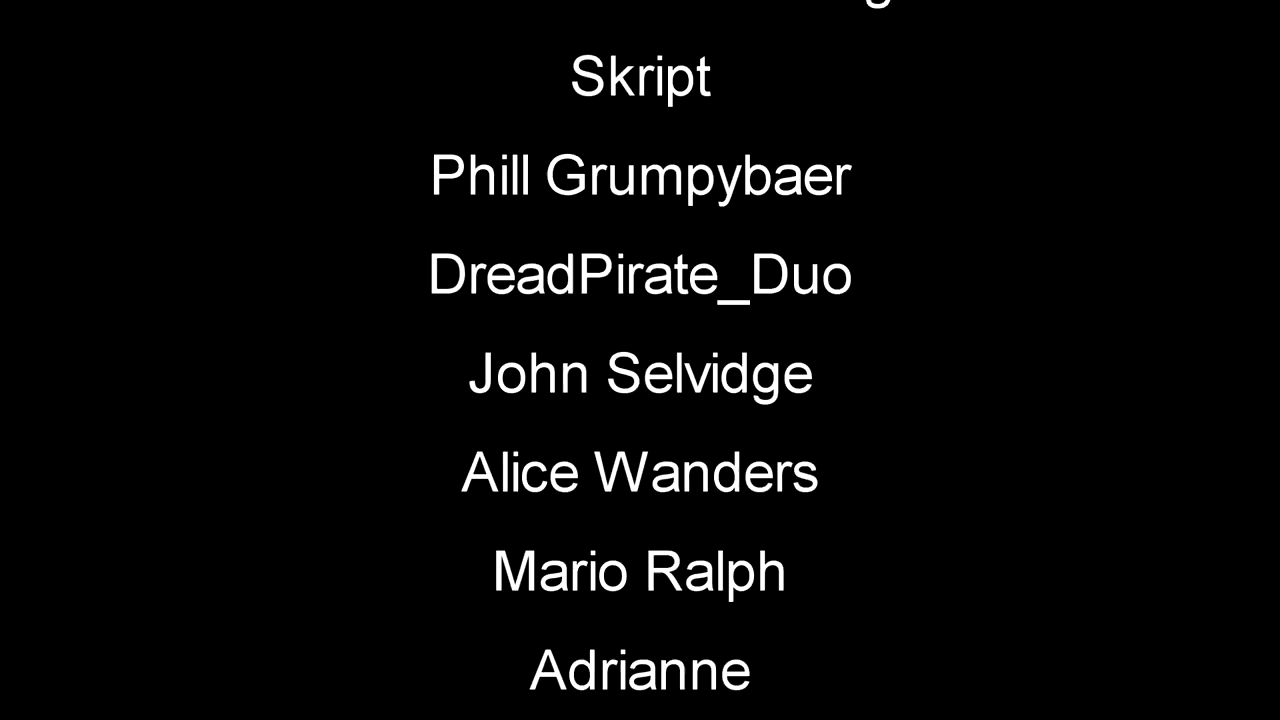 Skript
Phill Grumpybaer
DreadPirate_Duo
John Selvidge
Alice Wanders
Mario Ralph
Adrianne